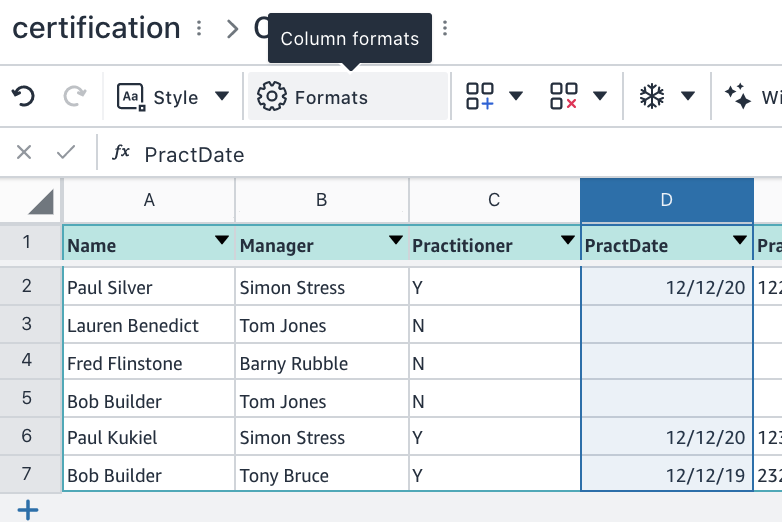 certification > C
Column formats
Aa Style Formats Wi
fx PractDate
A B C D
1 Name Manager Practitioner PractDate Pra
2 Paul Silver Simon Stress Y 12/12/20 122
3 Lauren Benedict Tom Jones N
4 Fred Flinstone Barny Rubble N
5 Bob Builder Tom Jones N
6 Paul Kukiel Simon Stress Y 12/12/20 123
7 Bob Builder Tony Bruce Y 12/12/19 232